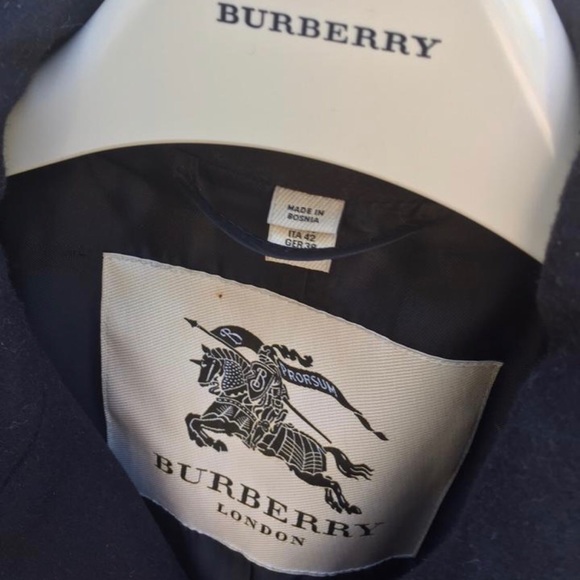 BURBERRY
MADE IN
BOSNIA
ITA 42
GER 38
PRORSUM
BURBERRY
LONDON